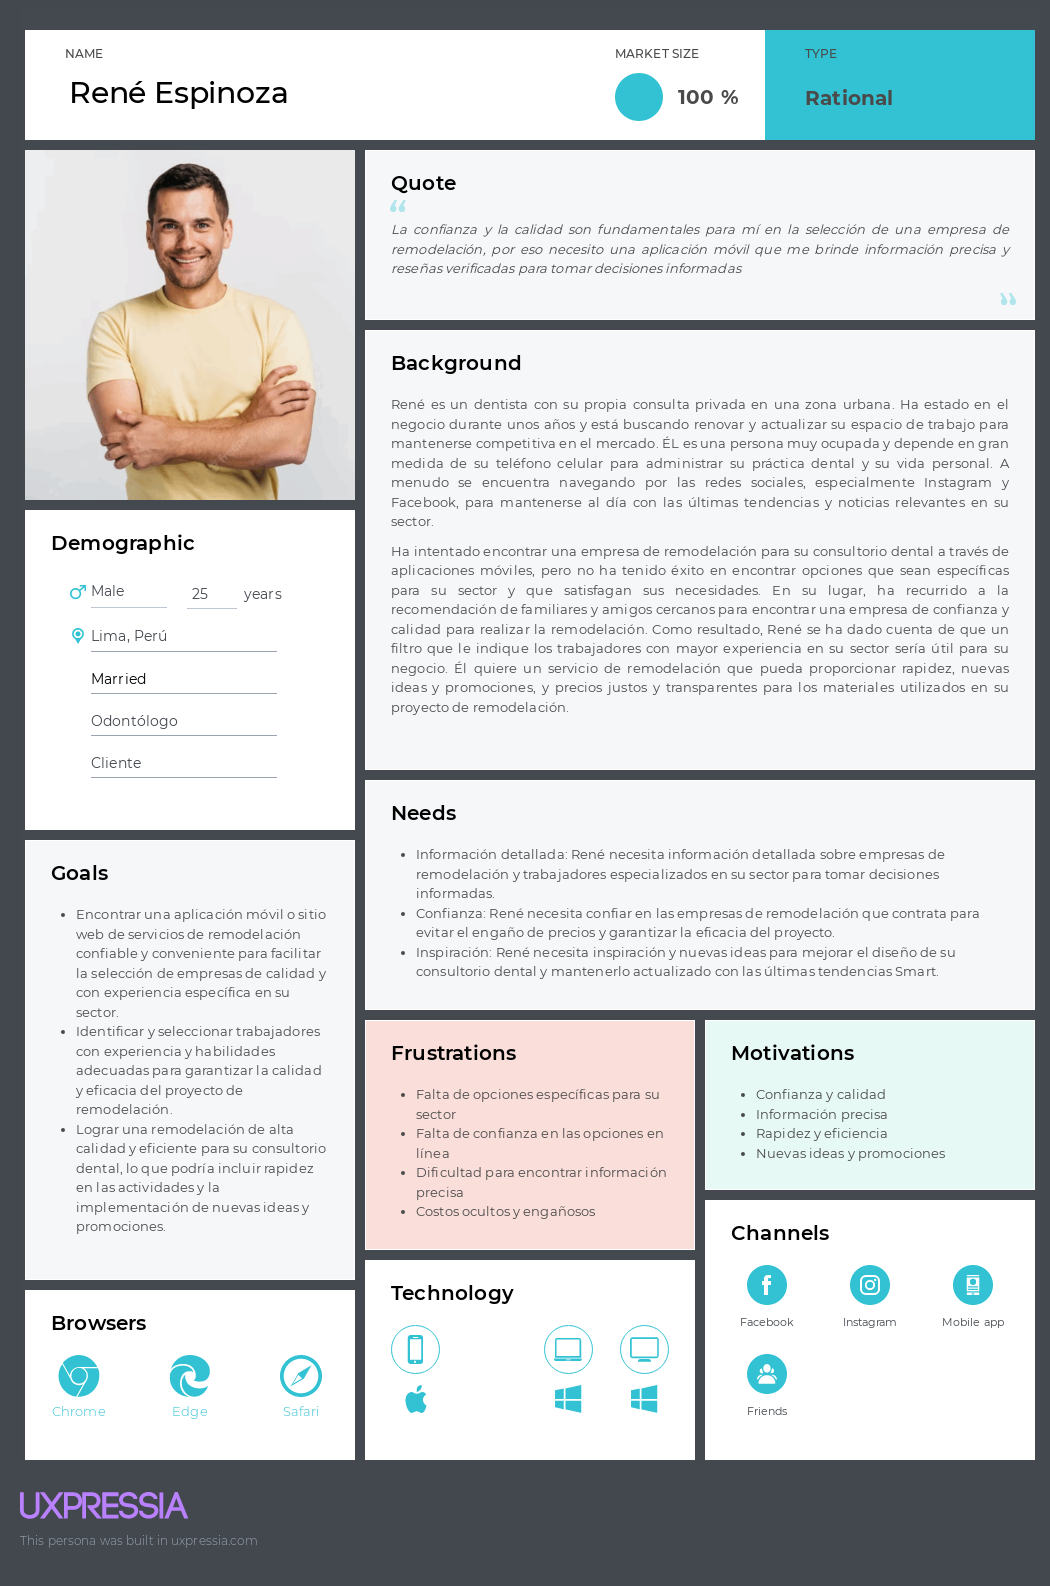 NAME
René Espinoza
MARKET SIZE
100 %
TYPE
Rational
Quote
“
La confianza y la calidad son fundamentales para mí en la selección de una empresa de
remodelación, por eso necesito una aplicación móvil que me brinde información precisa y
reseñas verificadas para tomar decisiones informadas
”
Background
René es un dentista con su propia consulta privada en una zona urbana. Ha estado en el
negocio durante unos años y está buscando renovar y actualizar su espacio de trabajo para
mantenerse competitiva en el mercado. ÉL es una persona muy ocupada y depende en gran
medida de su teléfono celular para administrar su práctica dental y su vida personal. A
menudo se encuentra navegando por las redes sociales, especialmente Instagram y
Facebook, para mantenerse al día con las últimas tendencias y noticias relevantes en su
sector.
Ha intentado encontrar una empresa de remodelación para su consultorio dental a través de
aplicaciones móviles, pero no ha tenido éxito en encontrar opciones que sean específicas
para su sector y que satisfagan sus necesidades. En su lugar, ha recurrido a la
recomendación de familiares y amigos cercanos para encontrar una empresa de confianza y
calidad para realizar la remodelación. Como resultado, René se ha dado cuenta de que un
filtro que le indique los trabajadores con mayor experiencia en su sector sería útil para su
negocio. Él quiere un servicio de remodelación que pueda proporcionar rapidez, nuevas
ideas y promociones, y precios justos y transparentes para los materiales utilizados en su
proyecto de remodelación.
Demographic
Male
25 years
Lima, Perú
Married
Odontólogo
Cliente
Needs
• Información detallada: René necesita información detallada sobre empresas de
remodelación y trabajadores especializados en su sector para tomar decisiones
informadas.
• Confianza: René necesita confiar en las empresas de remodelación que contrata para
evitar el engaño de precios y garantizar la eficacia del proyecto.
• Inspiración: René necesita inspiración y nuevas ideas para mejorar el diseño de su
consultorio dental y mantenerlo actualizado con las últimas tendencias Smart.
Goals
• Encontrar una aplicación móvil o sitio
web de servicios de remodelación
confiable y conveniente para facilitar
la selección de empresas de calidad y
con experiencia específica en su
sector.
• Identificar y seleccionar trabajadores
con experiencia y habilidades
adecuadas para garantizar la calidad
y eficacia del proyecto de
remodelación.
• Lograr una remodelación de alta
calidad y eficiente para su consultorio
dental, lo que podría incluir rapidez
en las actividades y la
implementación de nuevas ideas y
promociones.
Frustrations
• Falta de opciones específicas para su
sector
• Falta de confianza en las opciones en
línea
• Dificultad para encontrar información
precisa
• Costos ocultos y engañosos
Motivations
• Confianza y calidad
• Información precisa
• Rapidez y eficiencia
• Nuevas ideas y promociones
Channels
Facebook
Instagram
Mobile app
Friends
Browsers
Chrome
Edge
Safari
Technology
UXPRESSIA
This persona was built in uxpressia.com